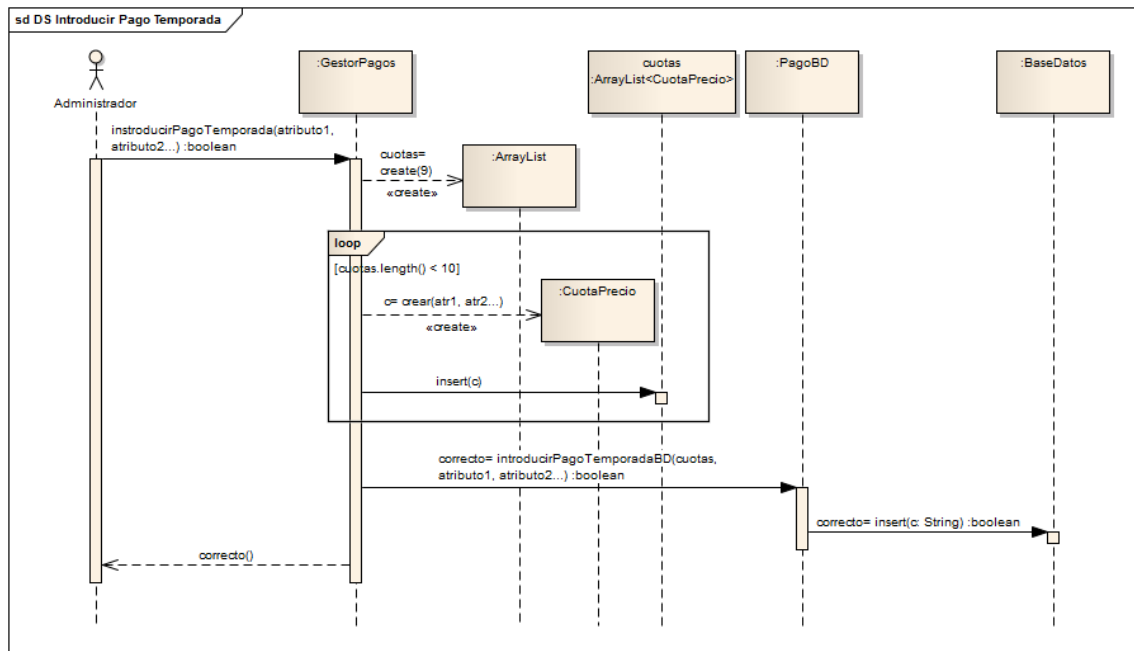 sd DS Introducir Pago Temporada
Administrador
:GestorPagos
cuotas
:ArrayList<CuotaPrecio>
:PagoBD
:BaseDatos
instroducirPagoTemporada(atributo1,
atributo2...) :boolean
cuotas=
create(9)
«create»
:ArrayList
loop
[cuotas.length() < 10]
c= crear(atr1, atr2...)
«create»
:CuotaPrecio
insert(c)
correcto= introducirPagoTemporadaBD(cuotas,
atributo1, atributo2...) :boolean
correcto= insert(c: String) :boolean
correcto()